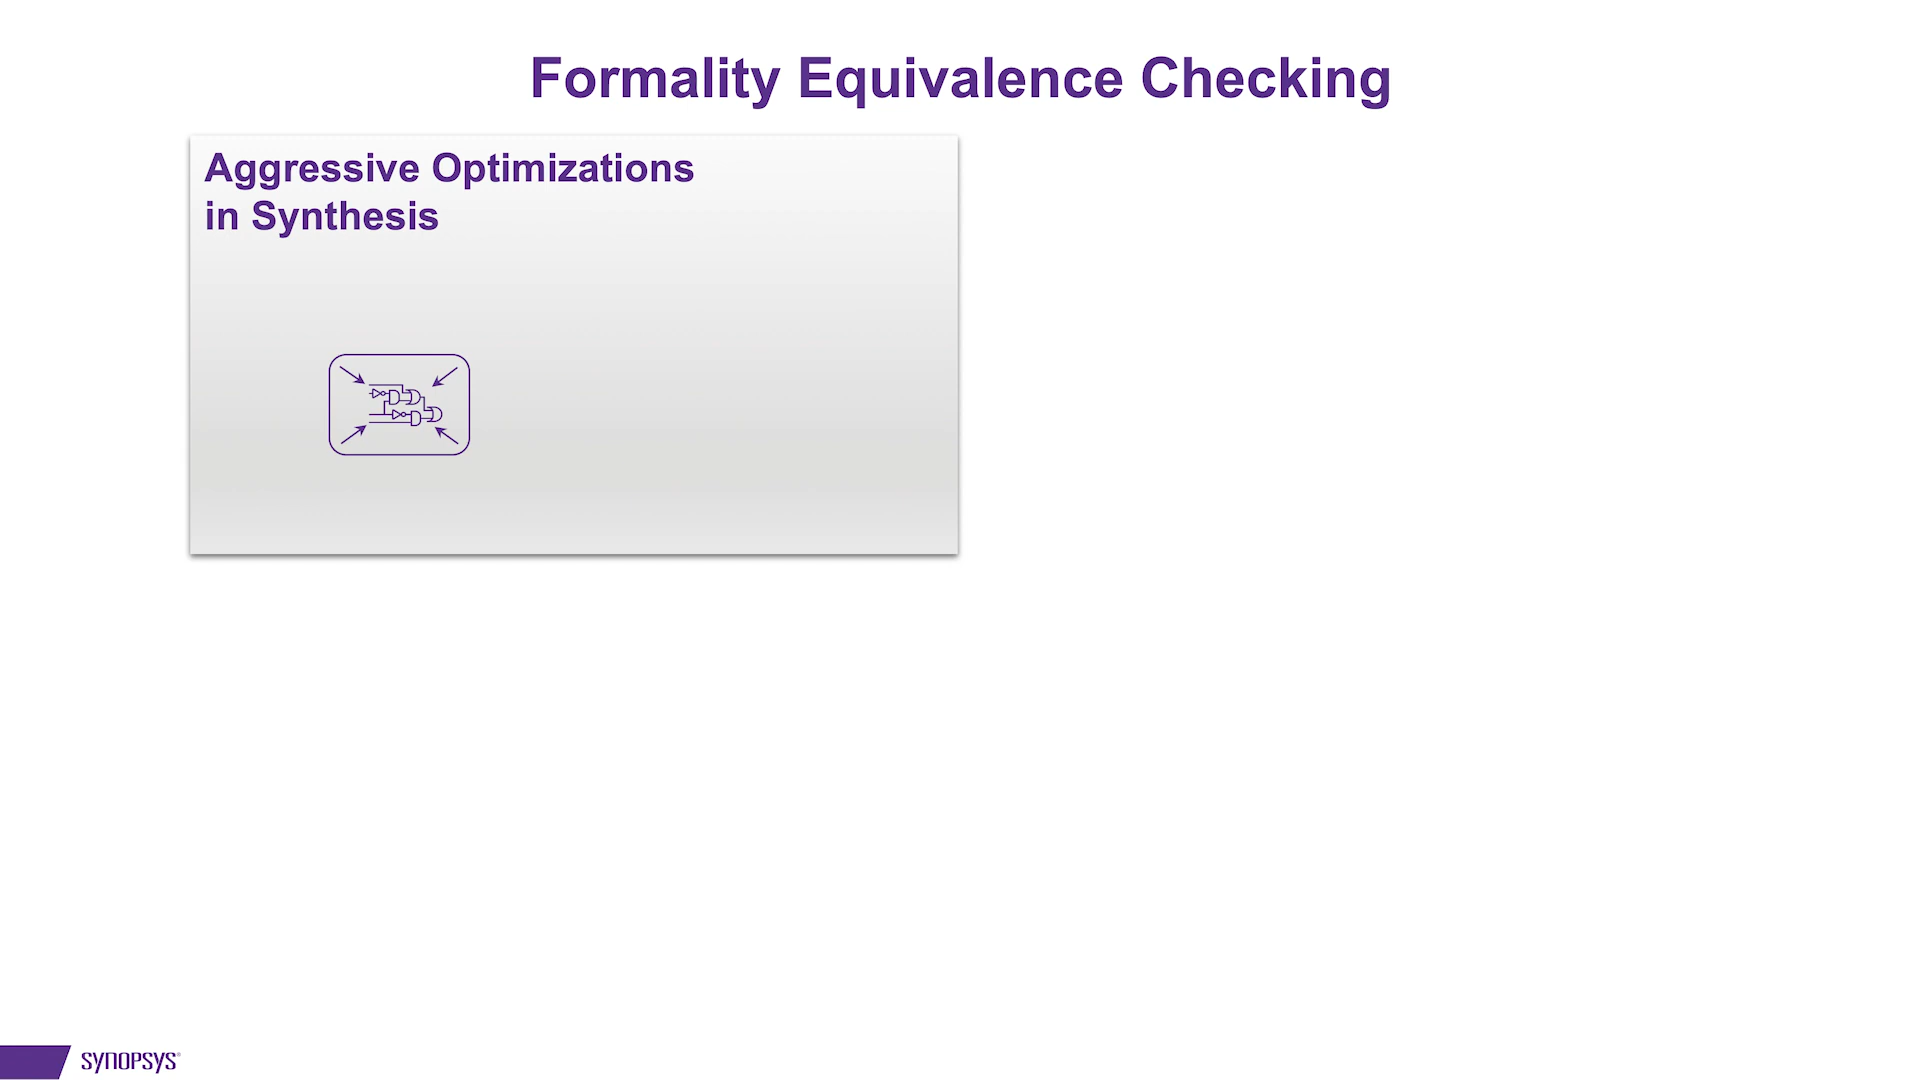 Formality Equivalence Checking
Aggressive Optimizations
in Synthesis
SYNOPSYS®